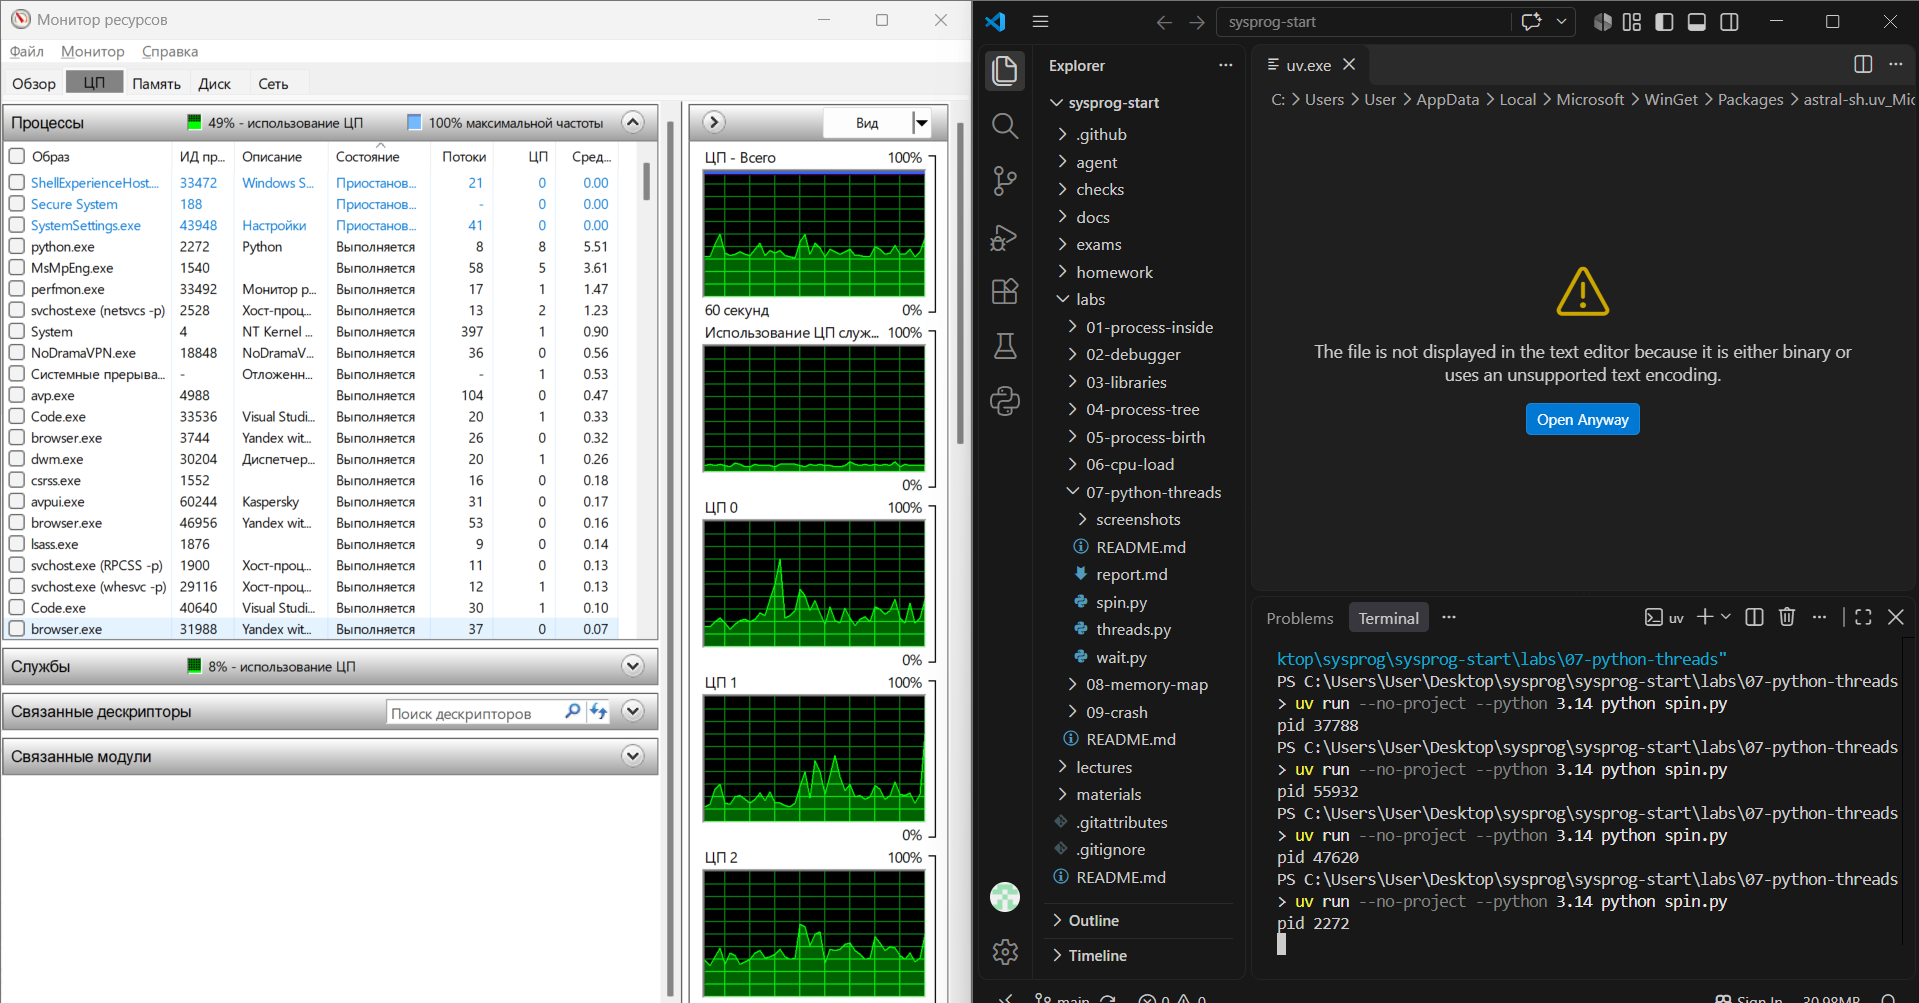 Монитор ресурсов
Файл Монитор Справка
Обзор ЦП Память Диск Сеть
Процессы 49% - использование ЦП 100% максимальной частоты
Образ ИД пр... Описание Состояние Потоки ЦП Сред...
ShellExperienceHost.... 33472 Windows S... Приостанов... 21 0 0.00
Secure System 188 Приостанов... - 0 0.00
SystemSettings.exe 43948 Настройки Приостанов... 41 0 0.00
python.exe 2272 Python Выполняется 8 8 5.51
MsMpEng.exe 1540 Выполняется 58 5 3.61
perfmon.exe 33492 Монитор р... Выполняется 17 1 1.47
svchost.exe (netsvcs -p) 2528 Хост-проц... Выполняется 13 2 1.23
System 4 NT Kernel ... Выполняется 397 1 0.90
NoDramaVPN.exe 18848 NoDramaV... Выполняется 36 0 0.56
Системные прерыва... - Отложенн... Выполняется - 1 0.53
avp.exe 4988 Выполняется 104 0 0.47
Code.exe 33536 Visual Studi... Выполняется 20 1 0.33
browser.exe 3744 Yandex wit... Выполняется 26 0 0.32
dwm.exe 30204 Диспетчер... Выполняется 20 1 0.26
csrss.exe 1552 Выполняется 16 0 0.18
avpui.exe 60244 Kaspersky Выполняется 31 0 0.17
browser.exe 46956 Yandex wit... Выполняется 53 0 0.16
lsass.exe 1876 Выполняется 9 0 0.14
svchost.exe (RPCSS -p) 1900 Хост-проц... Выполняется 11 0 0.13
svchost.exe (whesvc -p) 29116 Хост-проц... Выполняется 12 1 0.13
Code.exe 40640 Visual Studi... Выполняется 30 1 0.10
browser.exe 31988 Yandex wit... Выполняется 37 0 0.07
Службы 8% - использование ЦП
Связанные дескрипторы Поиск дескрипторов
Связанные модули
Вид
ЦП - Всего 100%
60 секунд 0%
Использование ЦП служ... 100%
0%
ЦП 0 100%
0%
ЦП 1 100%
0%
ЦП 2 100%
sysprog-start
Explorer
sysprog-start
.github
agent
checks
docs
exams
homework
labs
01-process-inside
02-debugger
03-libraries
04-process-tree
05-process-birth
06-cpu-load
07-python-threads
screenshots
README.md
report.md
spin.py
threads.py
wait.py
08-memory-map
09-crash
README.md
lectures
materials
.gitattributes
.gitignore
README.md
Outline
Timeline
uv.exe
C: > Users > User > AppData > Local > Microsoft > WinGet > Packages > astral-sh.uv_Mic
The file is not displayed in the text editor because it is either binary or
uses an unsupported text encoding.
Open Anyway
Problems Terminal uv
ktop\sysprog\sysprog-start\labs\07-python-threads"
PS C:\Users\User\Desktop\sysprog\sysprog-start\labs\07-python-threads
> uv run --no-project --python 3.14 python spin.py
pid 37788
PS C:\Users\User\Desktop\sysprog\sysprog-start\labs\07-python-threads
> uv run --no-project --python 3.14 python spin.py
pid 55932
PS C:\Users\User\Desktop\sysprog\sysprog-start\labs\07-python-threads
> uv run --no-project --python 3.14 python spin.py
pid 47620
PS C:\Users\User\Desktop\sysprog\sysprog-start\labs\07-python-threads
> uv run --no-project --python 3.14 python spin.py
pid 2272
main 0 0 Sign In 30.98MB